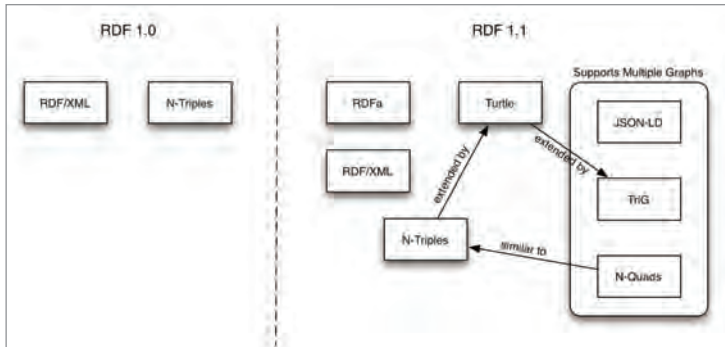 RDF 1.0
RDF 1.1
Supports Multiple Graphs
RDF/XML
N-Triples
RDFa
Turtle
JSON-LD
extended by
extended by
RDF/XML
TriG
N-Triples
similar to
N-Quads